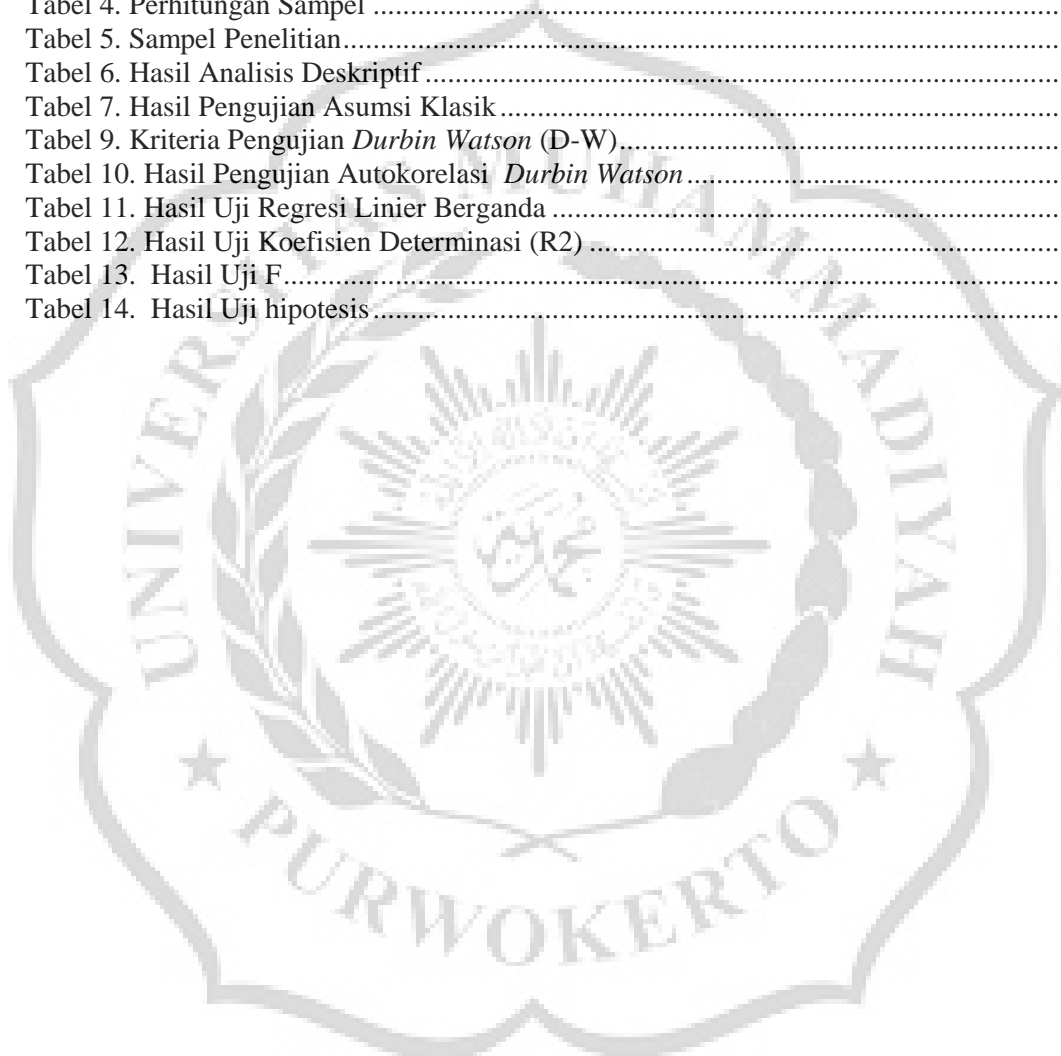 Tabel 4. Perhitungan Sampel ............................................................................................
Tabel 5. Sampel Penelitian................................................................................................
Tabel 6. Hasil Analisis Deskriptif.....................................................................................
Tabel 7. Hasil Pengujian Asumsi Klasik...........................................................................
Tabel 9. Kriteria Pengujian Durbin Watson (D-W)...........................................................
Tabel 10. Hasil Pengujian Autokorelasi  Durbin Watson..................................................
Tabel 11. Hasil Uji Regresi Linier Berganda ....................................................................
Tabel 12. Hasil Uji Koefisien Determinasi (R2)...............................................................
Tabel 13.  Hasil Uji F........................................................................................................
Tabel 14.  Hasil Uji hipotesis............................................................................................
UNIVERSITAS MUHAMMADIYAH
★ PURWOKERTO ★